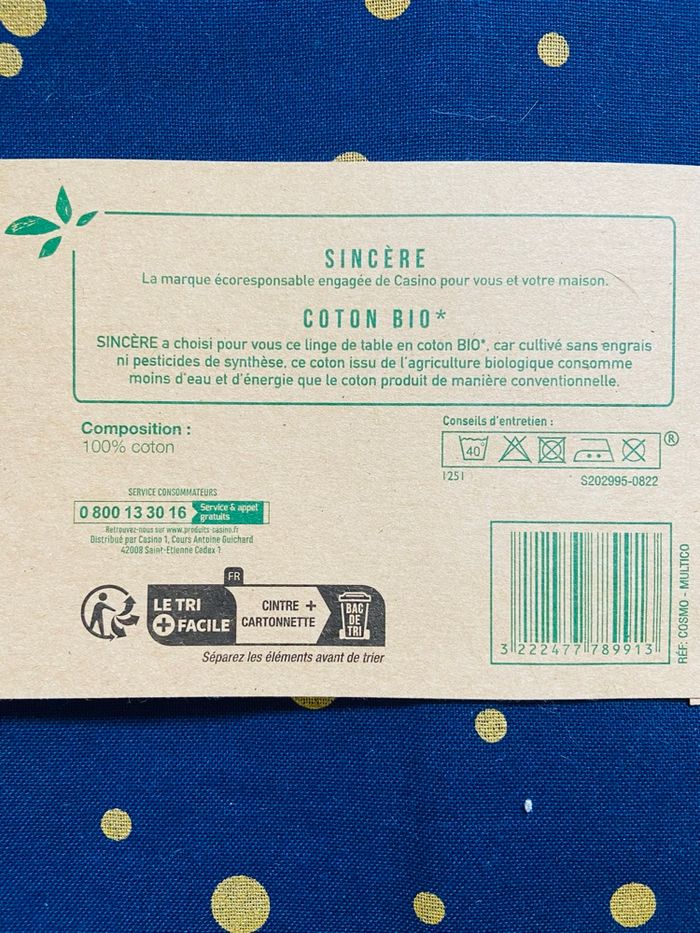 SINCÈRE
La marque écoresponsable engagée de Casino pour vous et votre maison.
COTON BIO*
SINCÈRE a choisi pour vous ce linge de table en coton BIO*, car cultivé sans engrais
ni pesticides de synthèse, ce coton issu de l'agriculture biologique consomme
moins d'eau et d'énergie que le coton produit de manière conventionnelle.
Composition :
100% coton
Conseils d'entretien :
40° ®
1251 S202995-0822
SERVICE CONSOMMATEURS
0 800 13 30 16 Service & appel
gratuits
Retrouvez-nous sur www.produits-casino.fr
Distribué par Casino 1, Cours Antoine Guichard
42008 Saint-Etienne Cedex 1
FR
LE TRI
+ FACILE
CINTRE +
CARTONNETTE
BAC
DE
TRI
Séparez les éléments avant de trier
3 222477 789913
RÉF: COSMO - MULTICO